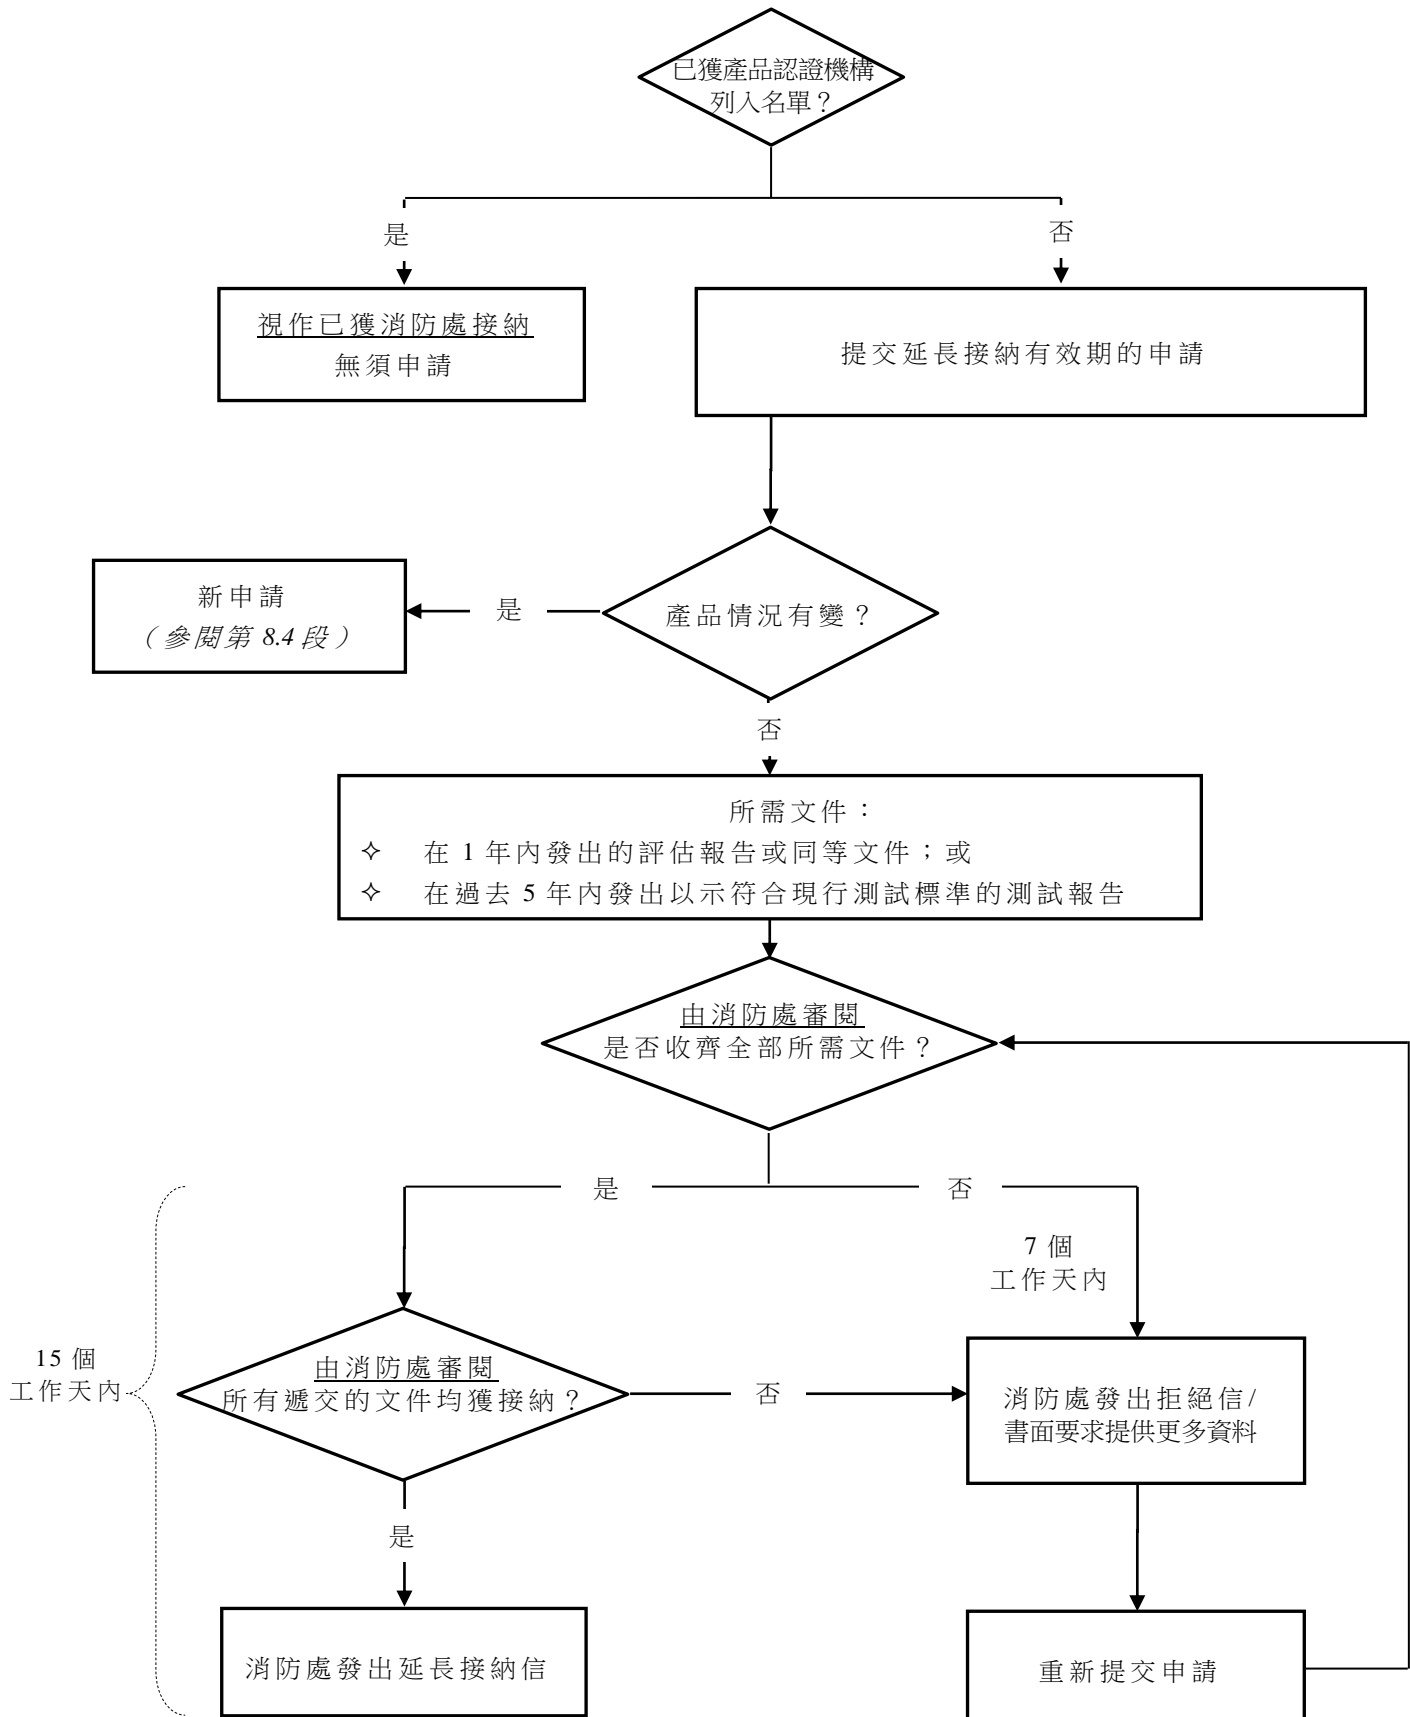 已獲產品認證機構
列入名單？
是
否
視作已獲消防處接納
無須申請
提交延長接納有效期的申請
新申請
（參閱第 8.4 段）
是
產品情況有變？
否
所需文件：
✧ 在 1 年內發出的評估報告或同等文件；或
✧ 在過去 5 年內發出以示符合現行測試標準的測試報告
由消防處審閱
是否收齊全部所需文件？
是
否
7 個
工作天內
15 個
工作天內
由消防處審閱
所有遞交的文件均獲接納？
否
消防處發出拒絕信/
書面要求提供更多資料
是
消防處發出延長接納信
重新提交申請